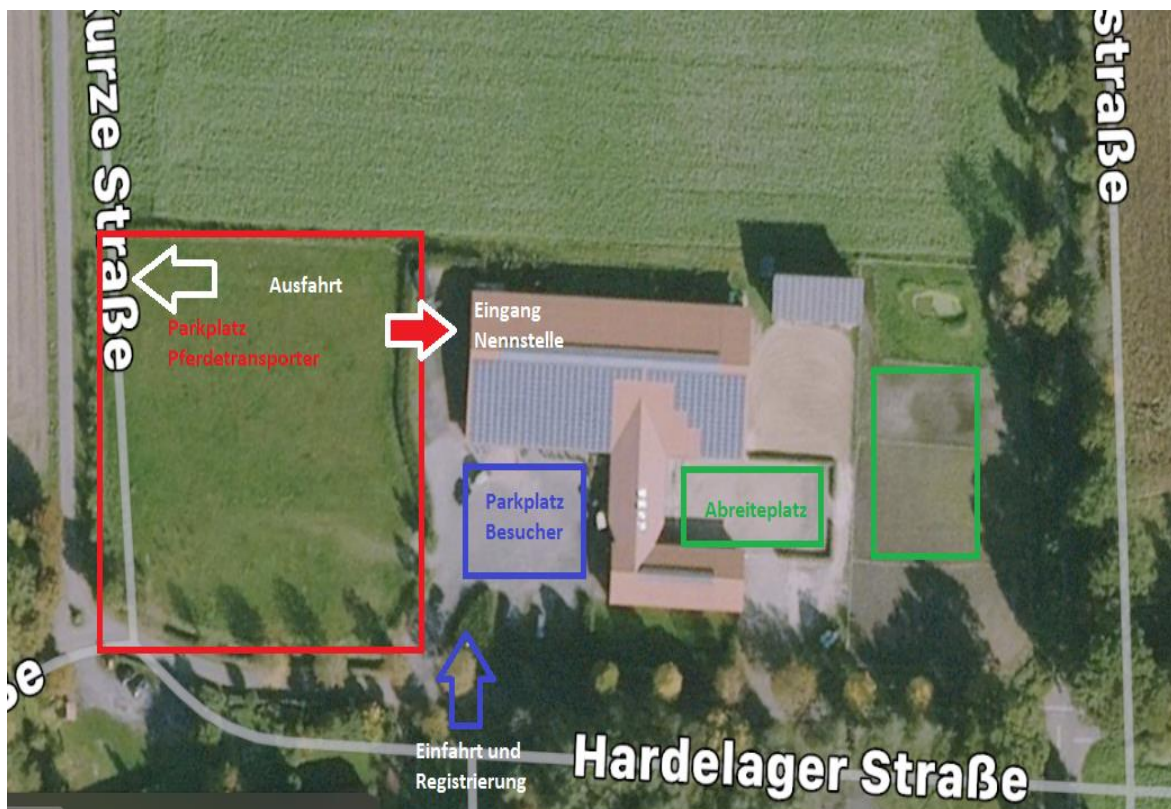 Kurze Straße
straße
Ausfahrt
Parkplatz
Pferdetransporter
Eingang
Nennstelle
Parkplatz
Besucher
Abreiteplatz
Einfahrt und
Registrierung
Hardelager Straße